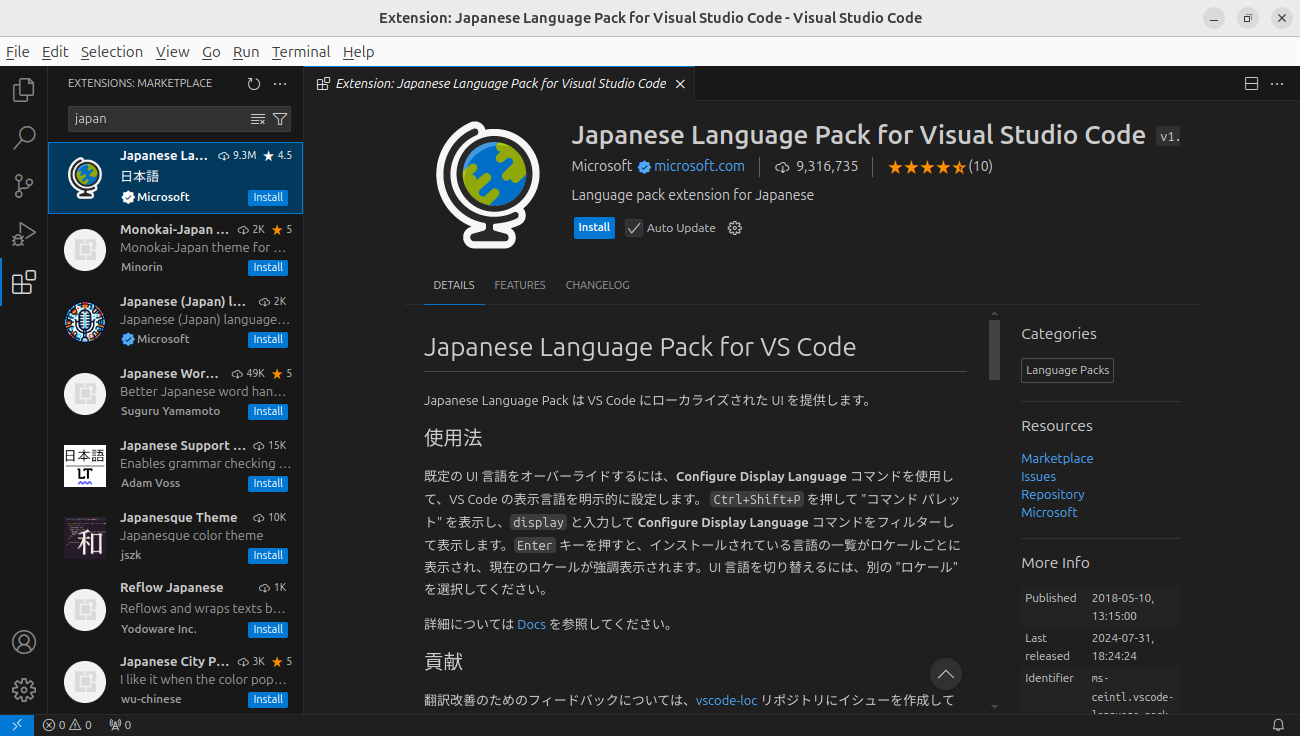 Extension: Japanese Language Pack for Visual Studio Code - Visual Studio Code
File Edit Selection View Go Run Terminal Help
EXTENSIONS: MARKETPLACE
japan
Japanese La... 9.3M 4.5
日本語
Microsoft Install
Monokai-Japan ... 2K 5
Monokai-Japan theme for ...
Minorin Install
Japanese (Japan) l... 2K
Japanese (Japan) language...
Microsoft Install
Japanese Wor... 49K 5
Better Japanese word han...
Suguru Yamamoto Install
日本語
LT
Japanese Support ... 15K
Enables grammar checking ...
Adam Voss Install
和
Japanesque Theme 10K
Japanesque color theme
jszk Install
Reflow Japanese 1K
Reflows and wraps texts b...
Yodoware Inc. Install
Japanese City P... 3K 5
I like it when the color pop...
wu-chinese Install
Extension: Japanese Language Pack for Visual Studio Code
Japanese Language Pack for Visual Studio Code v1.
Microsoft microsoft.com 9,316,735 (10)
Language pack extension for Japanese
Install Auto Update
DETAILS FEATURES CHANGELOG
Japanese Language Pack for VS Code
Japanese Language Pack は VS Code にローカライズされた UI を提供します。
使用法
既定の UI 言語をオーバーライドするには、Configure Display Language コマンドを使用し
て、VS Code の表示言語を明示的に設定します。 Ctrl+Shift+P を押して "コマンド パレッ
ト" を表示し、display と入力して Configure Display Language コマンドをフィルターし
て表示します。Enter キーを押すと、インストールされている言語の一覧がロケールごとに
表示され、現在のロケールが強調表示されます。UI 言語を切り替えるには、別の "ロケール"
を選択してください。
詳細については Docs を参照してください。
貢献
翻訳改善のためのフィードバックについては、vscode-loc リポジトリにイシューを作成して
Categories
Language Packs
Resources
Marketplace
Issues
Repository
Microsoft
More Info
Published 2018-05-10,
13:15:00
Last 2024-07-31,
released 18:24:24
Identifier ms-
ceintl.vscode-
language-pack-
0 0 0